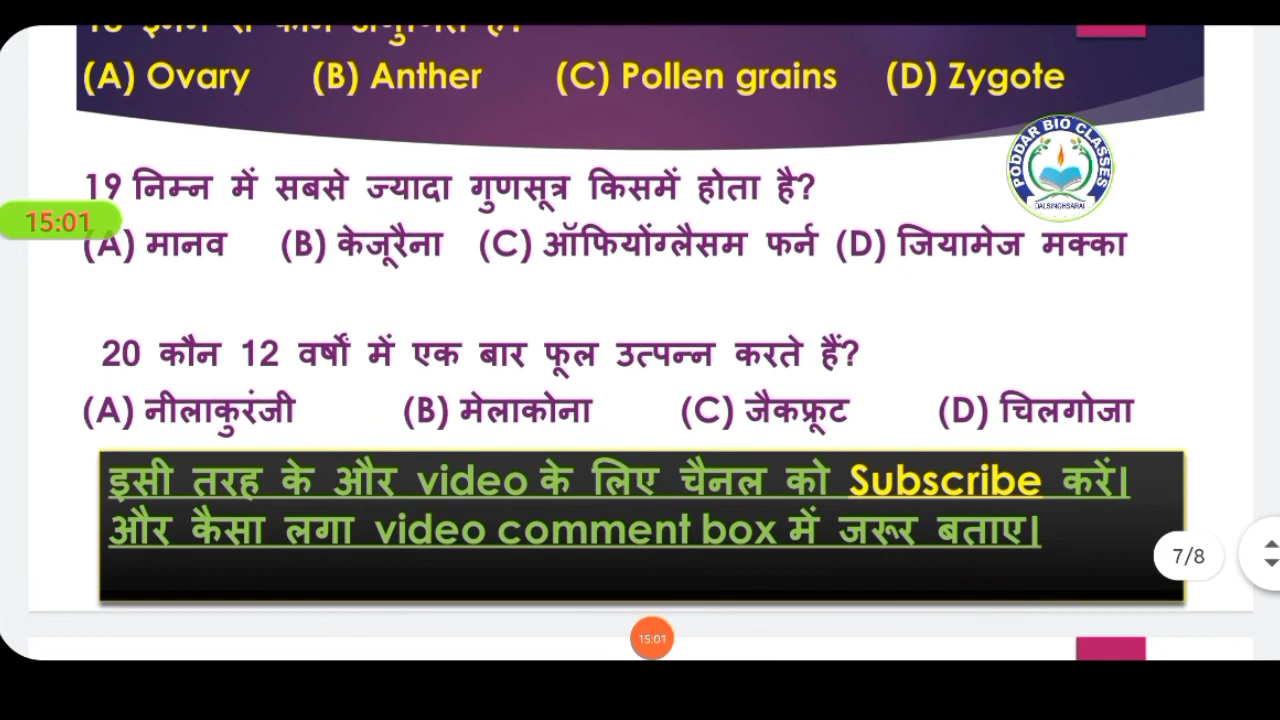 (A) Ovary (B) Anther (C) Pollen grains (D) Zygote
PODDAR BIO CLASSES
DALSINGHSARAI
19 निम्न में सबसे ज्यादा गुणसूत्र किसमें होता है?
15:01
(A) मानव (B) केजूरैना (C) ऑफियोंग्लैसम फर्न (D) जियामेज मक्का
20 कौन 12 वर्षों में एक बार फूल उत्पन्न करते हैं?
(A) नीलाकुरंजी (B) मेलाकोना (C) जैकफ्रूट (D) चिलगोजा
इसी तरह के और video के लिए चैनल को Subscribe करें।
और कैसा लगा video comment box में जरूर बताए।
7/8
15:01